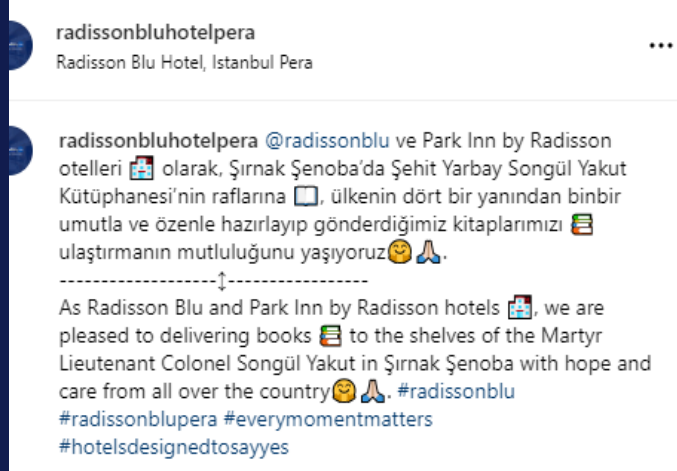 radissonbluhotelpera
Radisson Blu Hotel, Istanbul Pera
radissonbluhotelpera @radissonblu ve Park Inn by Radisson
otelleri 🏨 olarak, Şırnak Şenoba’da Şehit Yarbay Songül Yakut
Kütüphanesi’nin raflarına 📖, ülkenin dört bir yanından binbir
umutla ve özenle hazırlayıp gönderdiğimiz kitaplarımızı 📚
ulaştırmanın mutluluğunu yaşıyoruz🤗🙏🏻.
-------------------↕-----------------
As Radisson Blu and Park Inn by Radisson hotels 🏨, we are
pleased to delivering books 📚 to the shelves of the Martyr
Lieutenant Colonel Songül Yakut in Şırnak Şenoba with hope and
care from all over the country🤗🙏🏻. #radissonblu
#radissonblupera #everymomentmatters
#hotelsdesignedtosayyes